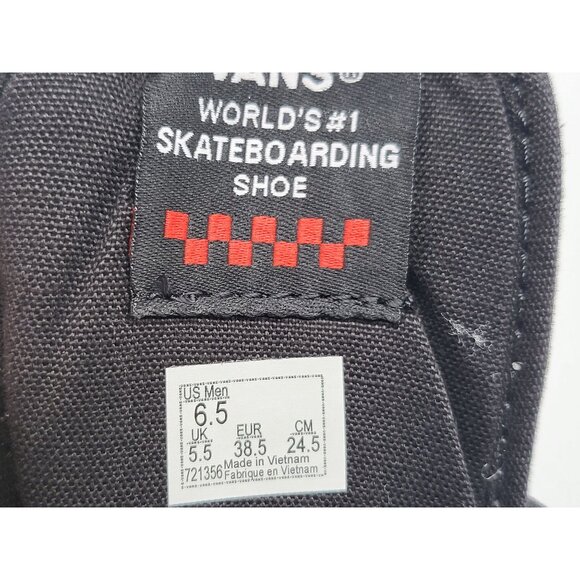 VANS®
WORLD'S #1
SKATEBOARDING
SHOE
US Men
6.5
UK EUR CM
5.5 38.5 24.5
Made in Vietnam
721356 Fabrique en Vietnam